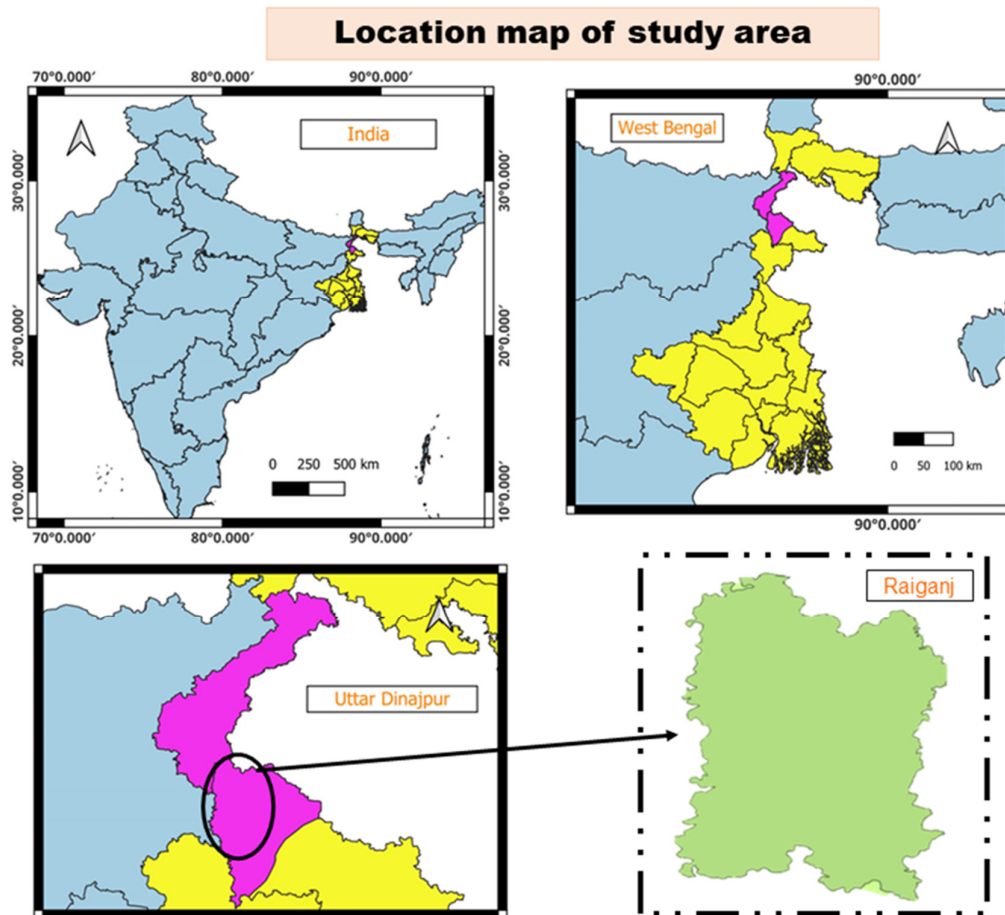 Location map of study area
70°0.000′ 80°0.000′ 90°0.000′
India
30°0.000′ 30°0.000′
20°0.000′ 20°0.000′
10°0.000′ 10°0.000′
0 250 500 km
70°0.000′ 80°0.000′ 90°0.000′
90°0.000′
West Bengal
0 50 100 km
90°0.000′
Uttar Dinajpur
Raiganj